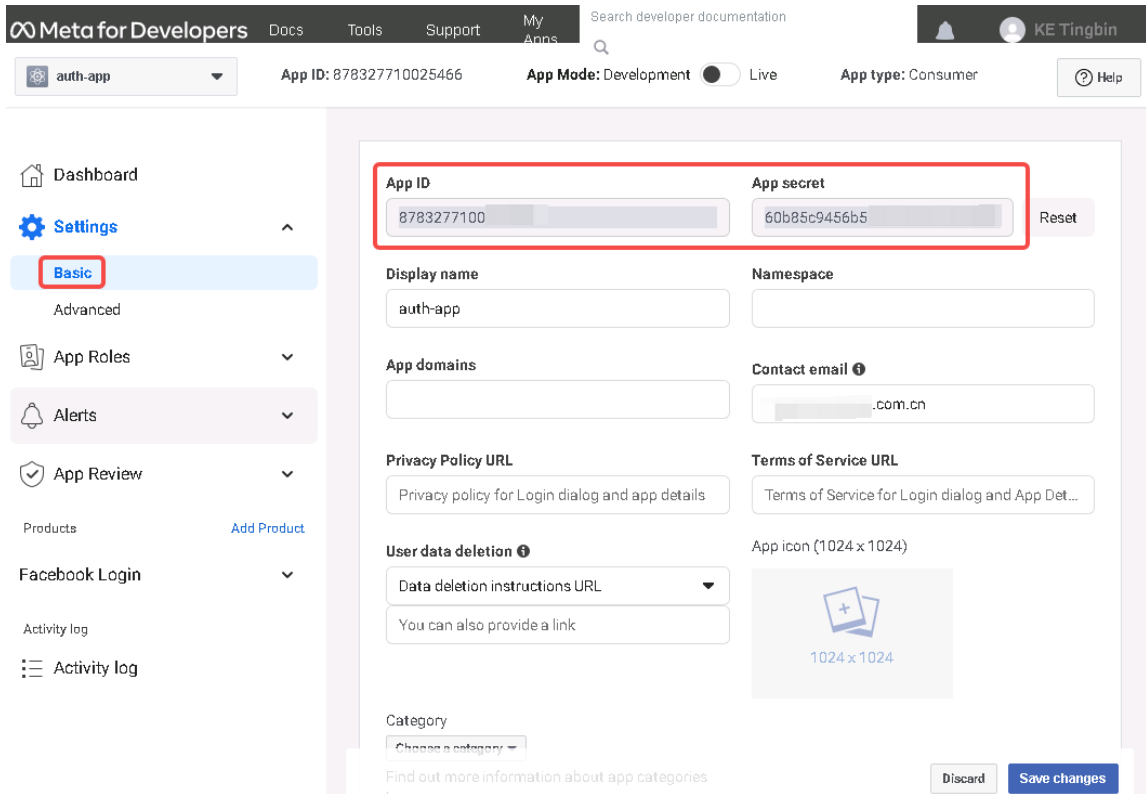 Meta for Developers Docs Tools Support My Apps Search developer documentation KE Tingbin
auth-app App ID: 878327710025466 App Mode: Development Live App type: Consumer Help
Dashboard
Settings
Basic
Advanced
App Roles
Alerts
App Review
Products Add Product
Facebook Login
Activity log
Activity log
App ID App secret
8783277100 60b85c9456b5 Reset
Display name Namespace
auth-app
App domains Contact email
.com.cn
Privacy Policy URL Terms of Service URL
Privacy policy for Login dialog and app details Terms of Service for Login dialog and App Det...
User data deletion App icon (1024 x 1024)
Data deletion instructions URL
You can also provide a link
1024 x 1024
Category
Choose a category
Find out more information about app categories
Discard Save changes